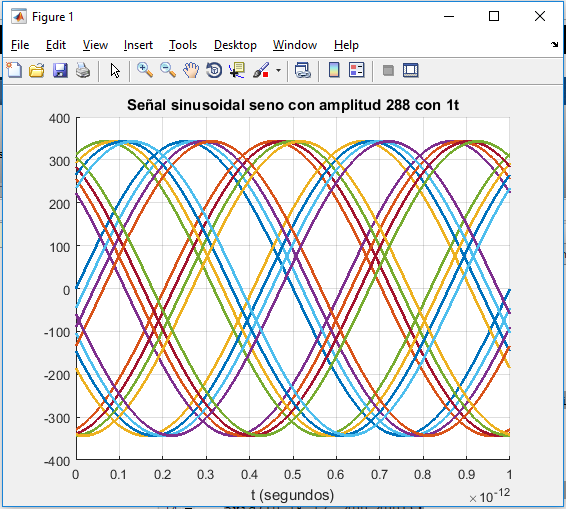 Figure 1
File Edit View Insert Tools Desktop Window Help
Señal sinusoidal seno con amplitud 288 con 1t
400
300
200
100
0
-100
-200
-300
-400
0 0.1 0.2 0.3 0.4 0.5 0.6 0.7 0.8 0.9 1
t (segundos)
×10^-12